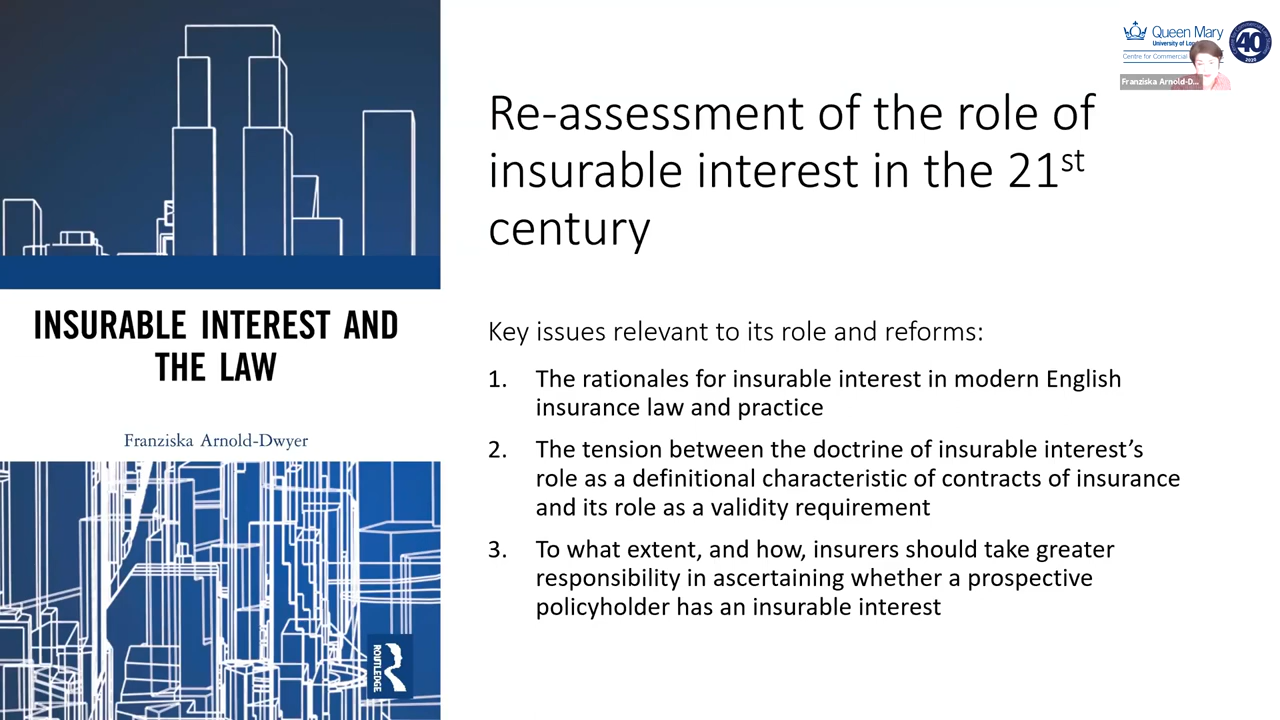 INSURABLE INTEREST AND
THE LAW
Franziska Arnold-Dwyer
ROUTLEDGE
Queen Mary
University of
Centre for Commercial
40
2020
Franziska Arnold-D...
Re-assessment of the role of
insurable interest in the 21st
century
Key issues relevant to its role and reforms:
1. The rationales for insurable interest in modern English
insurance law and practice
2. The tension between the doctrine of insurable interest’s
role as a definitional characteristic of contracts of insurance
and its role as a validity requirement
3. To what extent, and how, insurers should take greater
responsibility in ascertaining whether a prospective
policyholder has an insurable interest